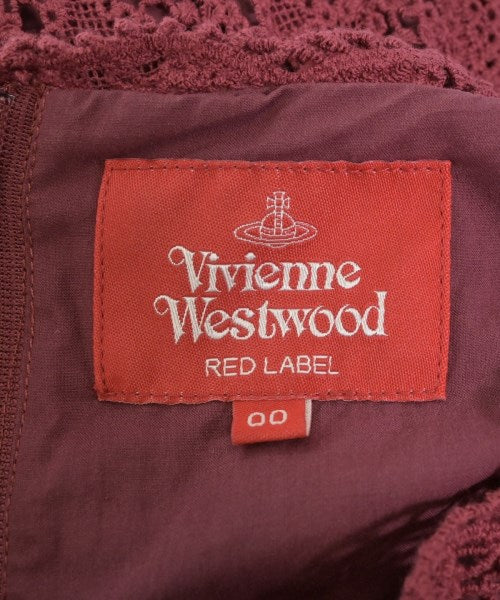 Vivienne
Westwood
RED LABEL
00